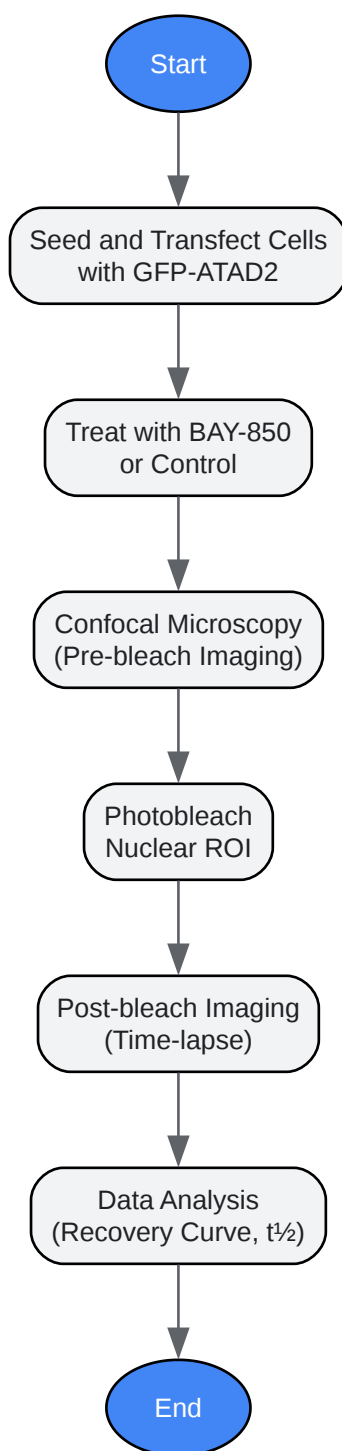 Start
Seed and Transfect Cells
with GFP-ATAD2
Treat with BAY-850
or Control
Confocal Microscopy
(Pre-bleach Imaging)
Photobleach
Nuclear ROI
Post-bleach Imaging
(Time-lapse)
Data Analysis
(Recovery Curve, t½)
End